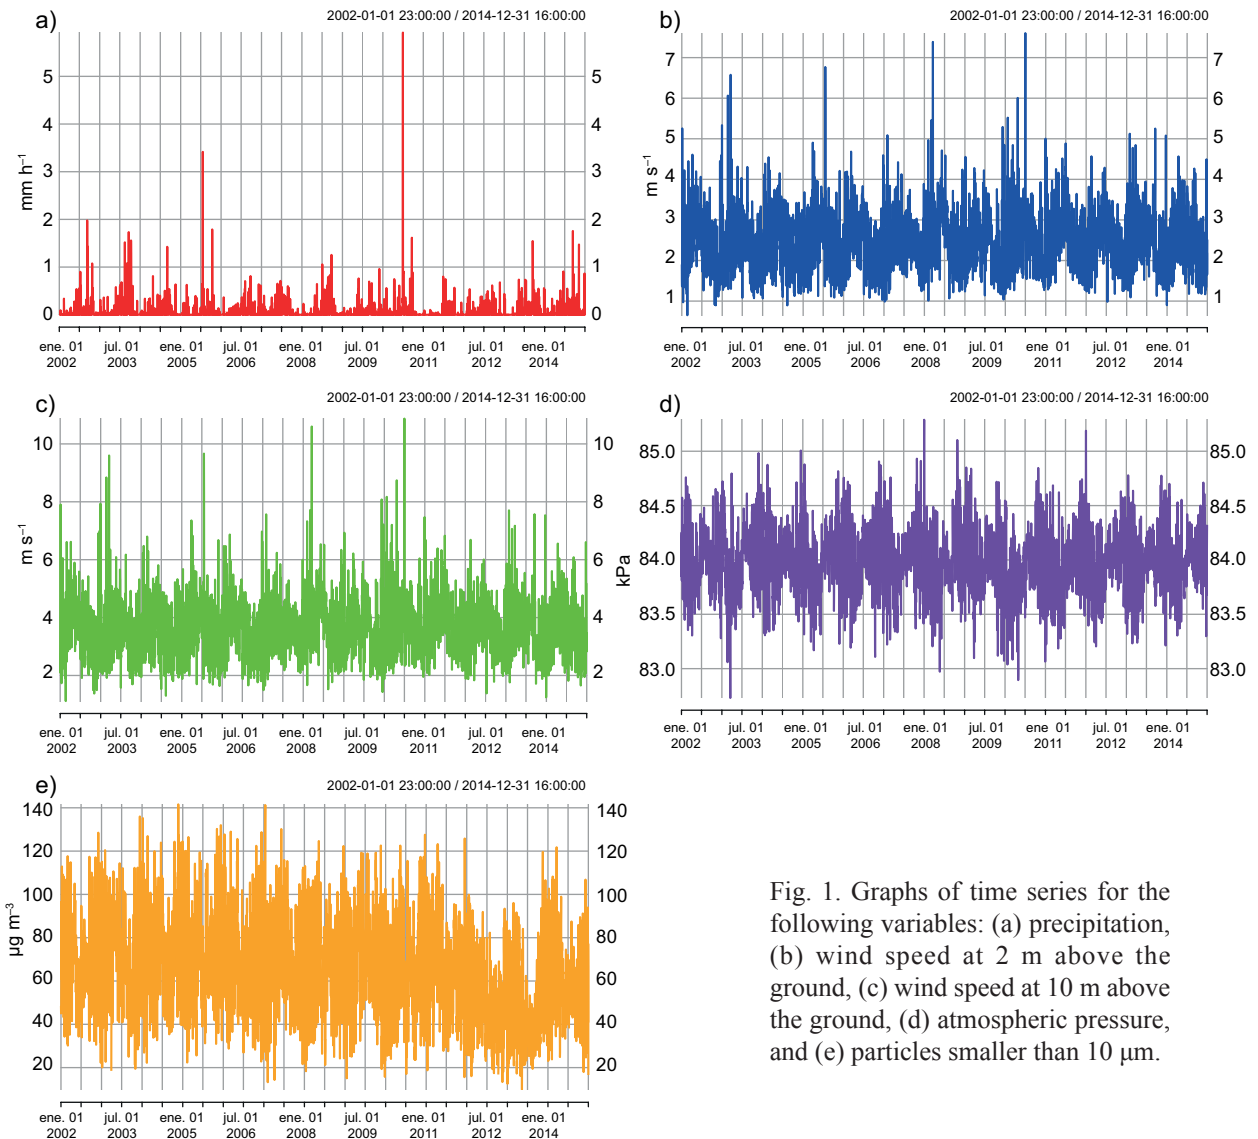 a)
2002-01-01 23:00:00 / 2014-12-31 16:00:00
5
4
3
2
1
0
mm h⁻¹
5
4
3
2
1
0
ene. 01 jul. 01 ene. 01 jul. 01 ene. 01 jul. 01 ene. 01 jul. 01 ene. 01
2002 2003 2005 2006 2008 2009 2011 2012 2014
b)
2002-01-01 23:00:00 / 2014-12-31 16:00:00
7
6
5
4
3
2
1
m s⁻¹
7
6
5
4
3
2
1
ene. 01 jul. 01 ene. 01 jul. 01 ene. 01 jul. 01 ene. 01 jul. 01 ene. 01
2002 2003 2005 2006 2008 2009 2011 2012 2014
c)
2002-01-01 23:00:00 / 2014-12-31 16:00:00
10
8
6
4
2
m s⁻¹
10
8
6
4
2
ene. 01 jul. 01 ene. 01 jul. 01 ene. 01 jul. 01 ene. 01 jul. 01 ene. 01
2002 2003 2005 2006 2008 2009 2011 2012 2014
d)
2002-01-01 23:00:00 / 2014-12-31 16:00:00
85.0
84.5
84.0
83.5
83.0
kPa
85.0
84.5
84.0
83.5
83.0
ene. 01 jul. 01 ene. 01 jul. 01 ene. 01 jul. 01 ene. 01 jul. 01 ene. 01
2002 2003 2005 2006 2008 2009 2011 2012 2014
e)
2002-01-01 23:00:00 / 2014-12-31 16:00:00
140
120
100
80
60
40
20
µg m⁻³
140
120
100
80
60
40
20
ene. 01 jul. 01 ene. 01 jul. 01 ene. 01 jul. 01 ene. 01 jul. 01 ene. 01
2002 2003 2005 2006 2008 2009 2011 2012 2014
Fig. 1. Graphs of time series for the
following variables: (a) precipitation,
(b) wind speed at 2 m above the
ground, (c) wind speed at 10 m above
the ground, (d) atmospheric pressure,
and (e) particles smaller than 10 µm.